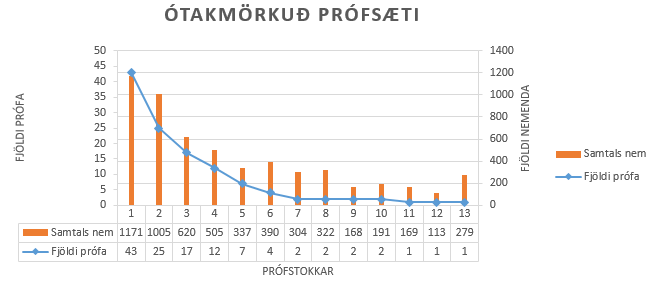 ÓTAKMÖRKUÐ PRÓFSÆTI
FJÖLDI PRÓFA
50
45
40
35
30
25
20
15
10
5
0
1400
1200
1000
800
600
400
200
0
FJÖLDI NEMENDA
1 2 3 4 5 6 7 8 9 10 11 12 13
Samtals nem 1171 1005 620 505 337 390 304 322 168 191 169 113 279
Fjöldi prófa 43 25 17 12 7 4 2 2 2 2 1 1 1
PRÓFSTOKKAR
Samtals nem
Fjöldi prófa